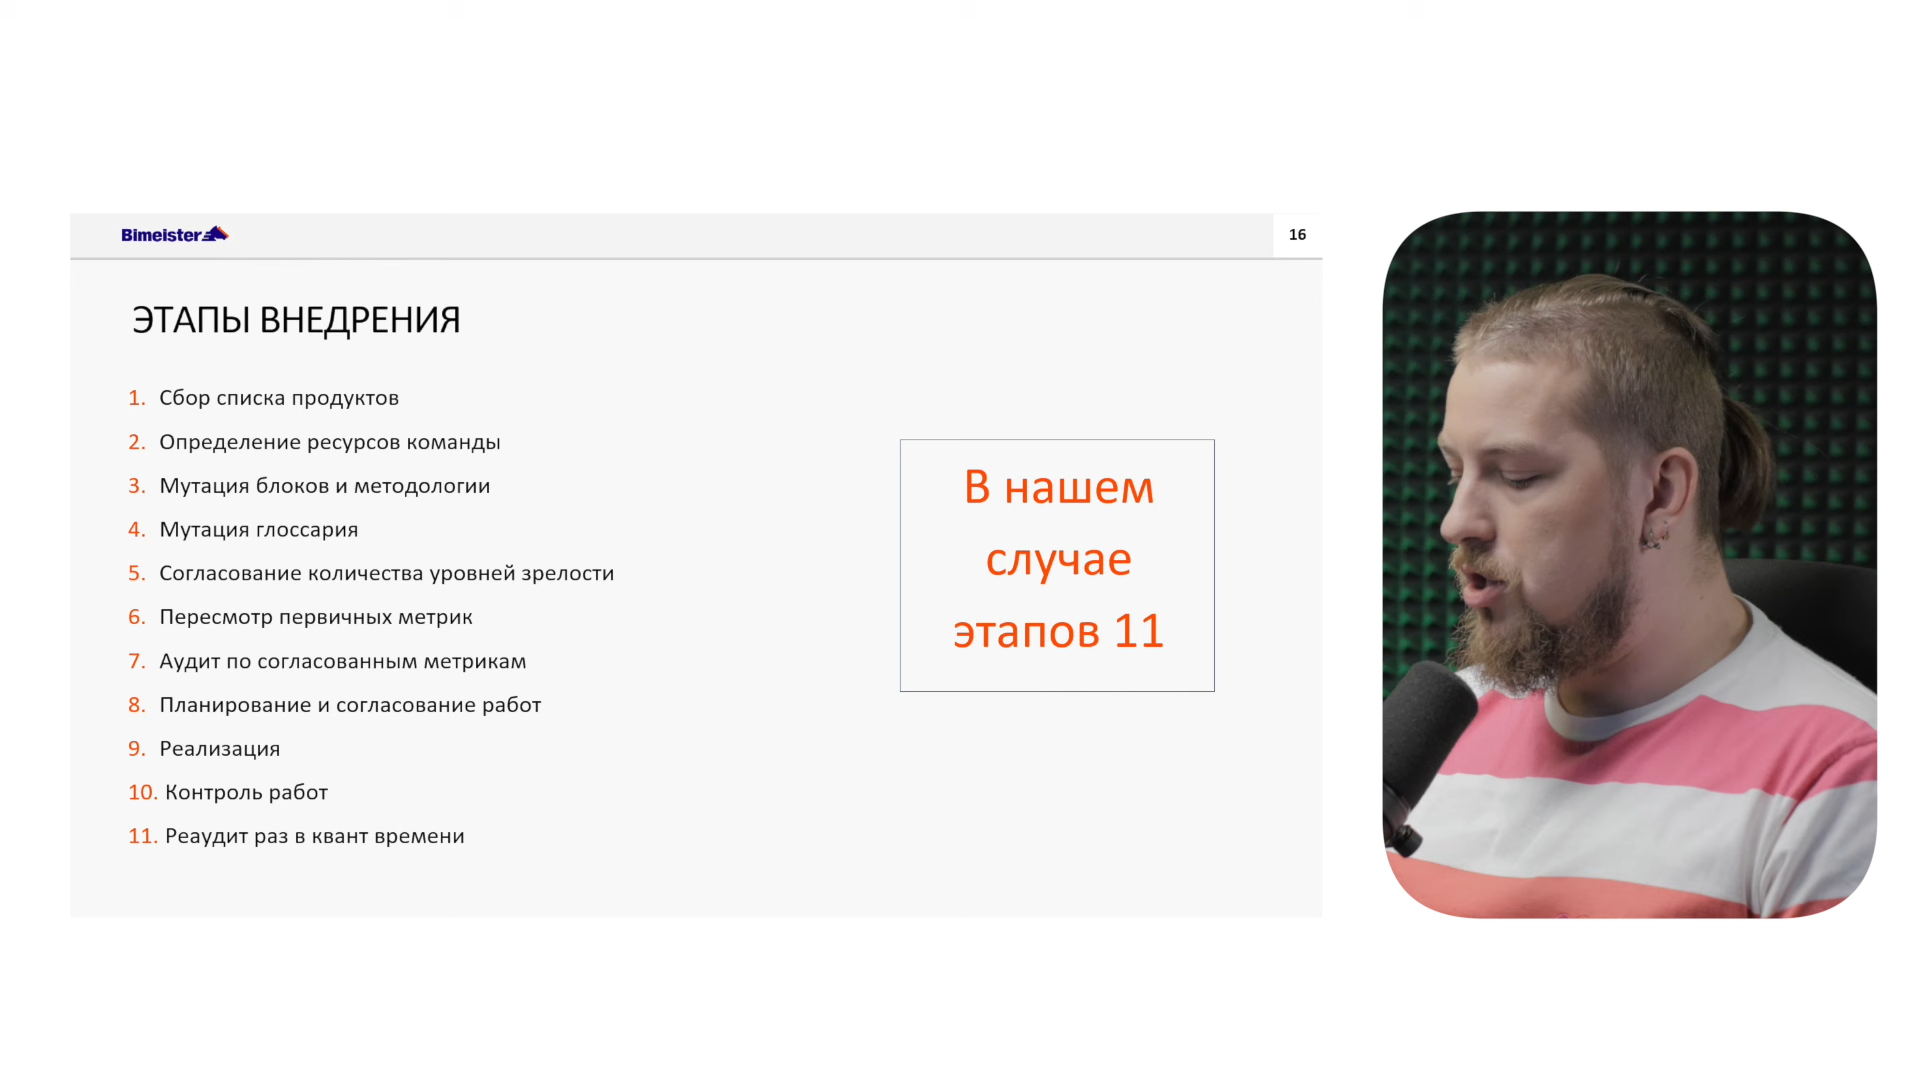 Bimeister
16
ЭТАПЫ ВНЕДРЕНИЯ
1. Сбор списка продуктов
2. Определение ресурсов команды
3. Мутация блоков и методологии
4. Мутация глоссария
5. Согласование количества уровней зрелости
6. Пересмотр первичных метрик
7. Аудит по согласованным метрикам
8. Планирование и согласование работ
9. Реализация
10. Контроль работ
11. Реаудит раз в квант времени
В нашем
случае
этапов 11